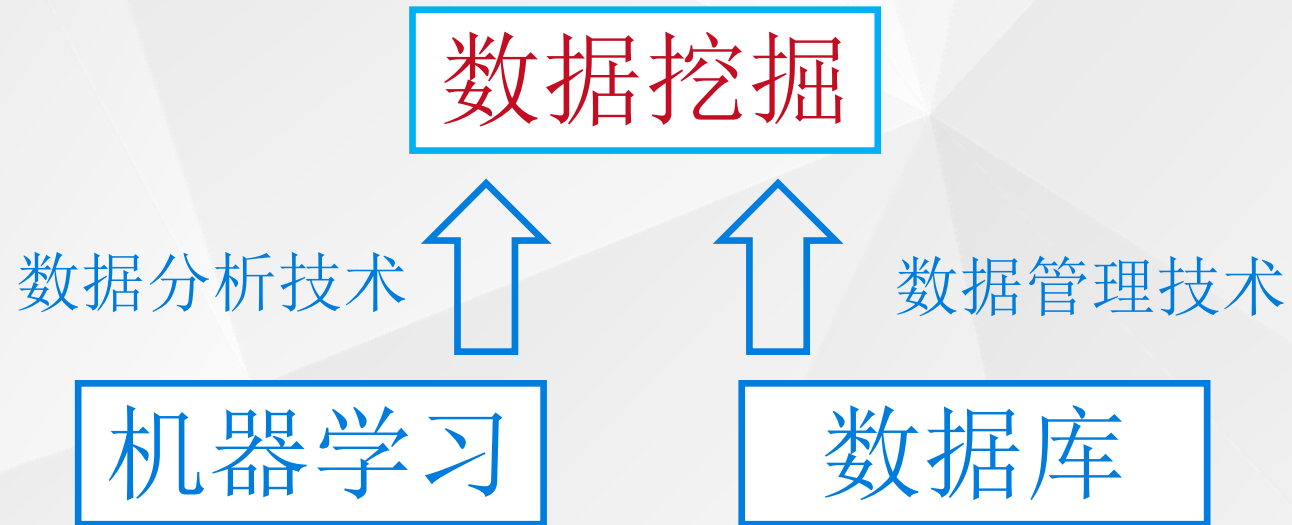 数据挖掘
数据分析技术
数据管理技术
机器学习
数据库